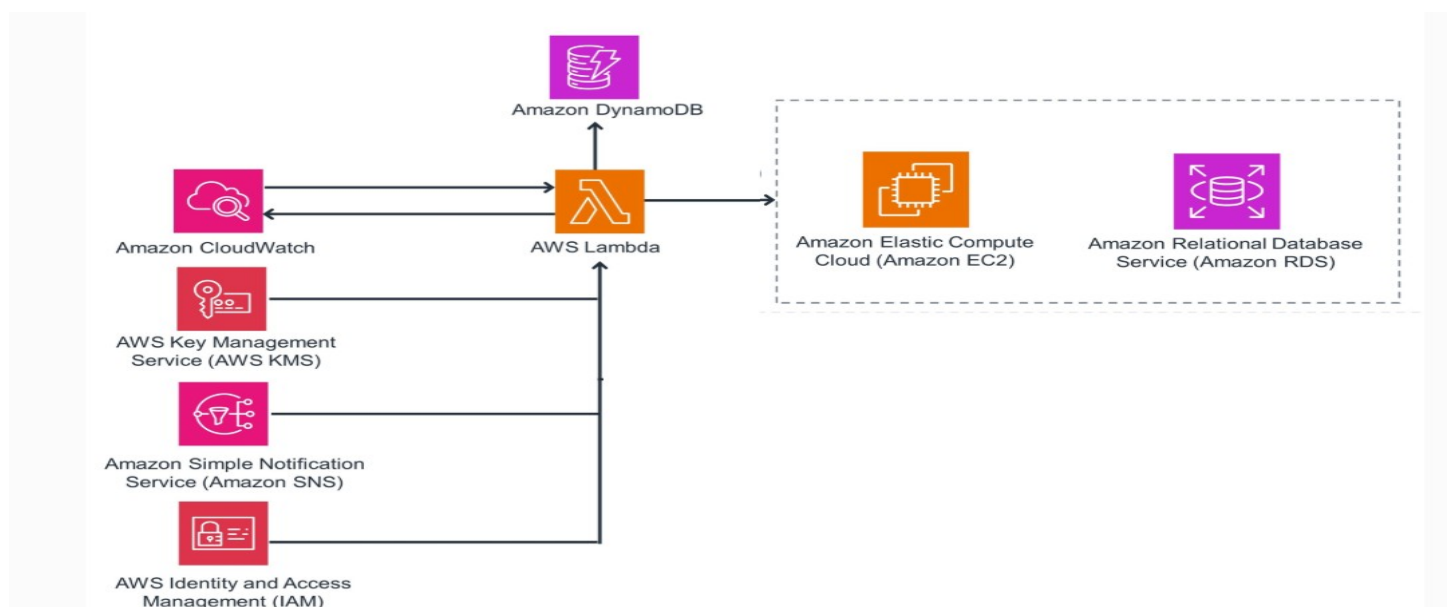 Amazon DynamoDB
Amazon CloudWatch
AWS Lambda
Amazon Elastic Compute
Cloud (Amazon EC2)
Amazon Relational Database
Service (Amazon RDS)
AWS Key Management
Service (AWS KMS)
Amazon Simple Notification
Service (Amazon SNS)
AWS Identity and Access
Management (IAM)